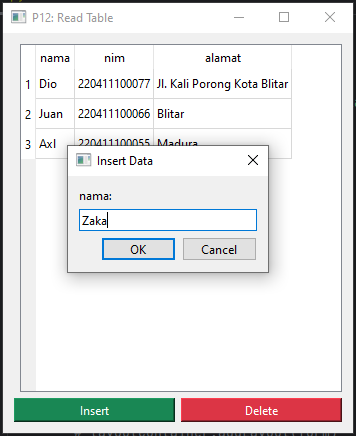 P12: Read Table
nama nim alamat
1 Dio 220411100077 Jl. Kali Porong Kota Blitar
2 Juan 220411100066 Blitar
3 Axl 220411100055 Madura
Insert Data
nama:
Zaka
OK Cancel
Insert Delete